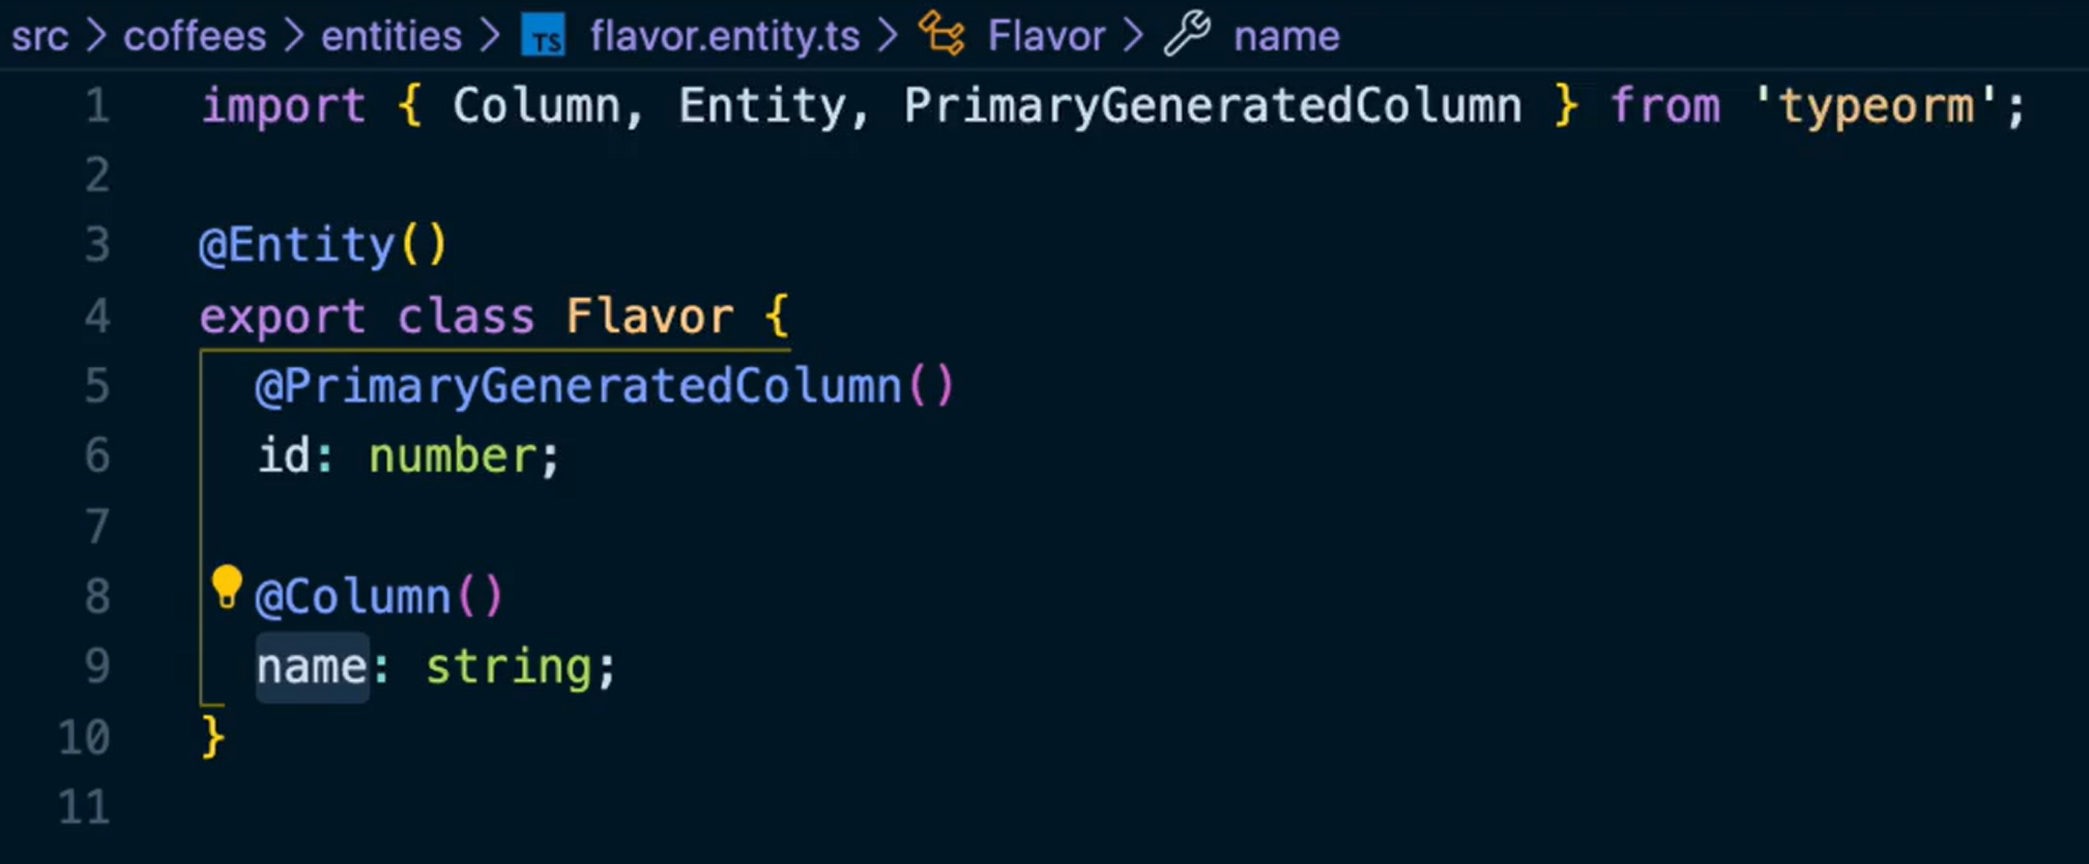 src > coffees > entities > TS flavor.entity.ts > Flavor > name
1 import { Column, Entity, PrimaryGeneratedColumn } from 'typeorm';
2
3 @Entity()
4 export class Flavor {
5 @PrimaryGeneratedColumn()
6 id: number;
7
8 @Column()
9 name: string;
10 }
11